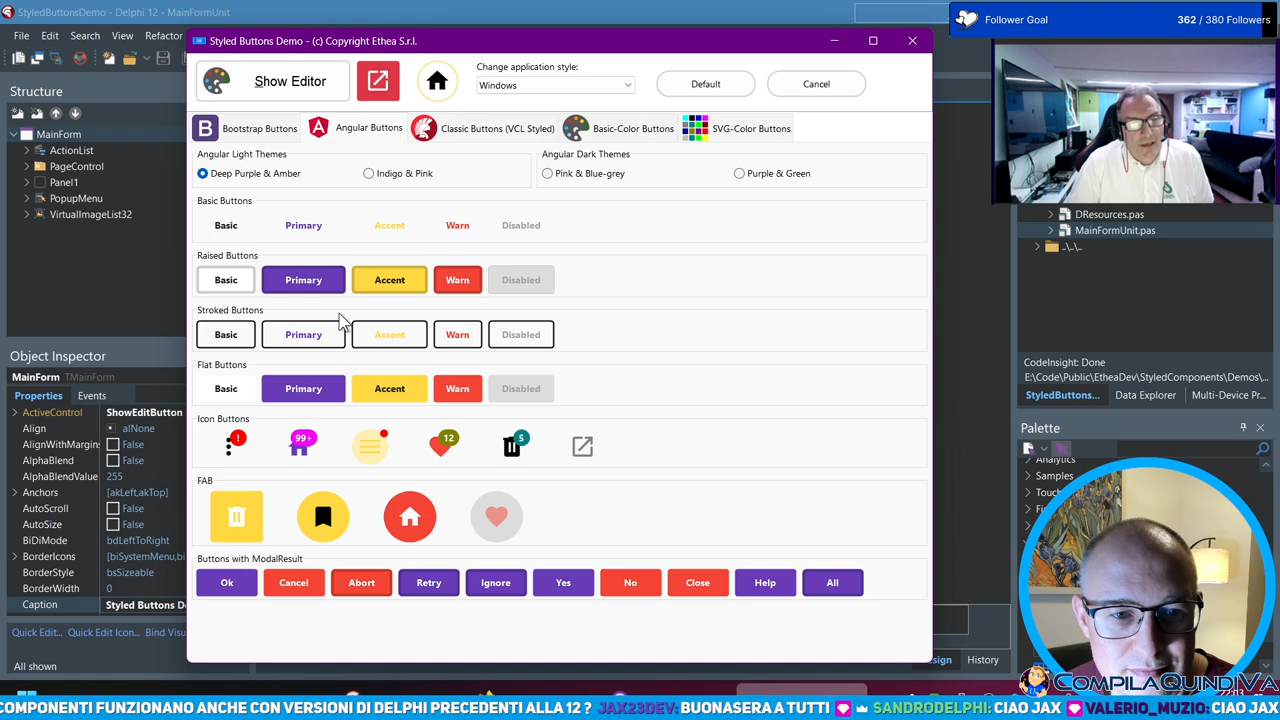 StyledButtonsDemo - Delphi 12 - MainFormUnit
File Edit Search View Refactor
Follower Goal 362 / 380 Followers
Structure
MainForm
ActionList
PageControl
Panel1
PopupMenu
VirtualImageList32
Object Inspector
MainForm TMainForm
Properties Events
ActiveControl ShowEditButton
Align alNone
AlignWithMargin: False
AlphaBlend False
AlphaBlendValue 255
Anchors [akLeft,akTop]
AutoScroll False
AutoSize False
BiDiMode bdLeftToRight
BorderIcons [biSystemMenu,bi
BorderStyle bsSizeable
BorderWidth 0
Caption Styled Buttons D
Quick Edit... Quick Edit Icon... Bind Visu
All shown
Styled Buttons Demo - (c) Copyright Ethea S.r.l.
Show Editor
Change application style:
Windows
Default
Cancel
B Bootstrap Buttons
A Angular Buttons
Classic Buttons (VCL Styled)
Basic-Color Buttons
SVG-Color Buttons
Angular Light Themes
Deep Purple & Amber
Indigo & Pink
Angular Dark Themes
Pink & Blue-grey
Purple & Green
Basic Buttons
Basic Primary Accent Warn Disabled
Raised Buttons
Basic Primary Accent Warn Disabled
Stroked Buttons
Basic Primary Accent Warn Disabled
Flat Buttons
Basic Primary Accent Warn Disabled
Icon Buttons
! 99+ 12 5
FAB
Buttons with ModalResult
Ok Cancel Abort Retry Ignore Yes No Close Help All
DResources.pas
MainFormUnit.pas
..\..\
CodeInsight: Done
E:\Code\Public\EtheaDev\StyledComponents\Demos\...
StyledButtons... Data Explorer Multi-Device Pr...
Palette
Analytics
Samples
Touc
History
COMPILAQUINDIVA
COMPONENTI FUNZIONANO ANCHE CON VERSIONI DI DELPHI PRECEDENTI ALLA 12 ? JAX23DEV: BUONASERA A TUTTI SANDRODELPHI: CIAO JAX VALERIO_MUZIO: CIAO JAX